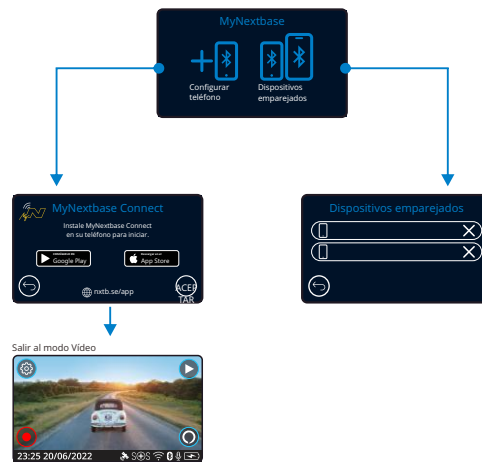 MyNextbase
Configurar
teléfono
Dispositivos
emparejados
MyNextbase Connect
Instale MyNextbase Connect
en su teléfono para iniciar.
Google Play
App Store
nxtb.se/app
ACEP
TAR
Dispositivos emparejados
Salir al modo Vídeo
23:25 20/06/2022
SOS